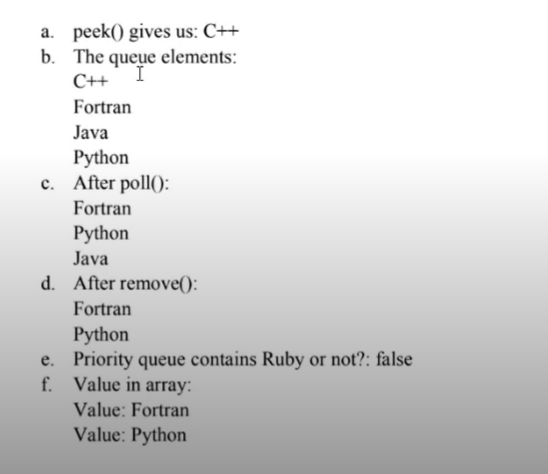 a. peek() gives us: C++
b. The queue elements:
C++
Fortran
Java
Python
c. After poll():
Fortran
Python
Java
d. After remove():
Fortran
Python
e. Priority queue contains Ruby or not?: false
f. Value in array:
Value: Fortran
Value: Python